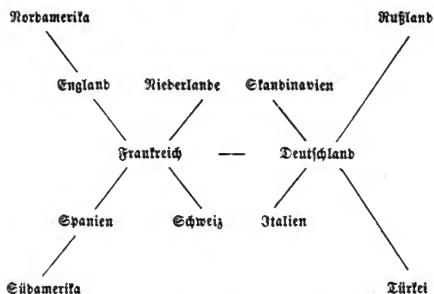 Nordamerika Rußland
England Niederlande Skandinavien
Frankreich — Deutschland
Spanien Schweiz Italien
Südamerika Türkei